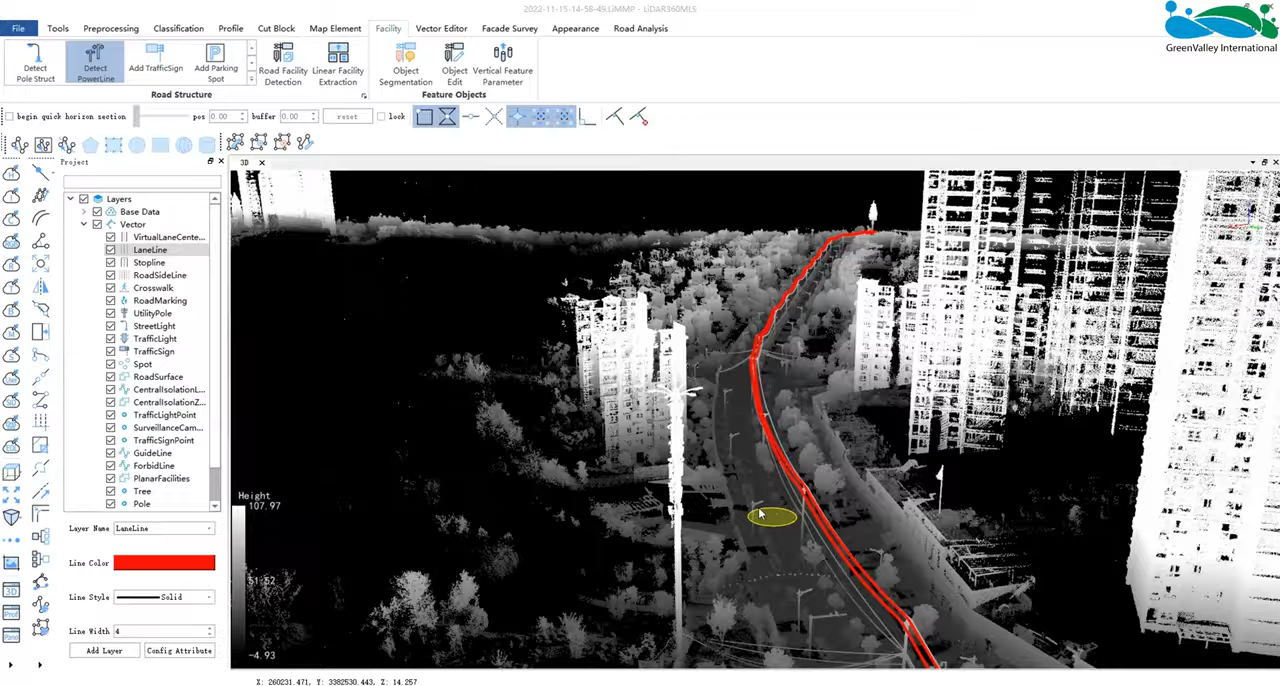 2022-11-15-14-58-49.LiMMP - LiDAR360MLS
GreenValley International
File Tools Preprocessing Classification Profile Cut Block Map Element Facility Vector Editor Facade Survey Appearance Road Analysis
Detect Pole Struct
Detect PowerLine
Add TrafficSign
Add Parking Spot
Road Facility Detection
Linear Facility Extraction
Object Segmentation
Object Edit
Vertical Feature Parameter
Road Structure
Feature Objects
begin quick horizon section pos 0.00 buffer 0.00 reset lock
Project
3D
Layers
Base Data
Vector
VirtualLaneCente...
LaneLine
Stopline
RoadSideLine
Crosswalk
RoadMarking
UtilityPole
StreetLight
TrafficLight
TrafficSign
Spot
RoadSurface
CentralIsolationL...
CentralIsolationZ...
TrafficLightPoint
SurveillanceCam...
TrafficSignPoint
GuideLine
ForbidLine
PlanarFacilities
Tree
Pole
Layer Name LaneLine
Line Color
Line Style Solid
Line Width 4
Add Layer Config Attribute
Height
107.97
51.52
-4.93
X: 260231.471, Y: 3382530.443, Z: 14.257